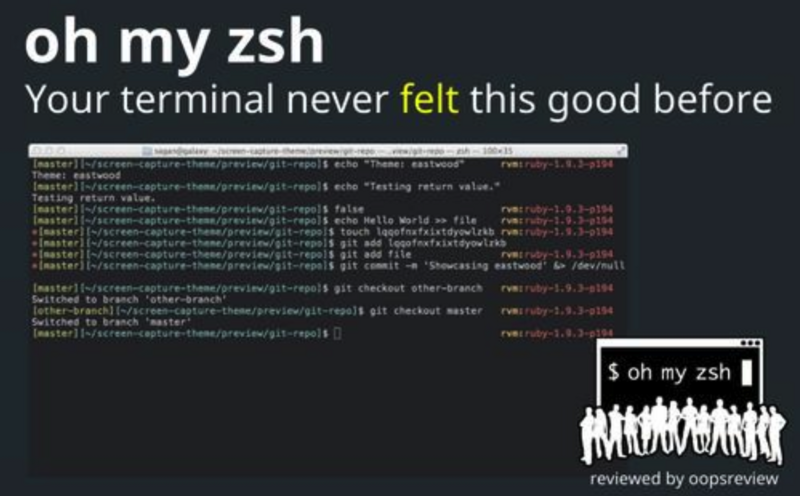 oh my zsh
Your terminal never felt this good before
sagan@galaxy: ~/screen-capture-theme/preview/git-repo — ...view/git-repo — zsh — 100×35
[master][~/screen-capture-theme/preview/git-repo]$ echo "Theme: eastwood" rvm:ruby-1.9.3-p194
Theme: eastwood
[master][~/screen-capture-theme/preview/git-repo]$ echo "Testing return value."
Testing return value.
[master][~/screen-capture-theme/preview/git-repo]$ false rvm:ruby-1.9.3-p194
[master][~/screen-capture-theme/preview/git-repo]$ echo Hello World >> file rvm:ruby-1.9.3-p194
*[master][~/screen-capture-theme/preview/git-repo]$ touch lqqofnxfxixtdyowlzkb rvm:ruby-1.9.3-p194
*[master][~/screen-capture-theme/preview/git-repo]$ git add lqqofnxfxixtdyowlzkb
*[master][~/screen-capture-theme/preview/git-repo]$ git add file rvm:ruby-1.9.3-p194
*[master][~/screen-capture-theme/preview/git-repo]$ git commit -m 'Showcasing eastwood' &> /dev/null
[master][~/screen-capture-theme/preview/git-repo]$ git checkout other-branch rvm:ruby-1.9.3-p194
Switched to branch 'other-branch'
[other-branch][~/screen-capture-theme/preview/git-repo]$ git checkout master rvm:ruby-1.9.3-p194
Switched to branch 'master'
[master][~/screen-capture-theme/preview/git-repo]$ rvm:ruby-1.9.3-p194
$ oh my zsh
reviewed by oopsreview